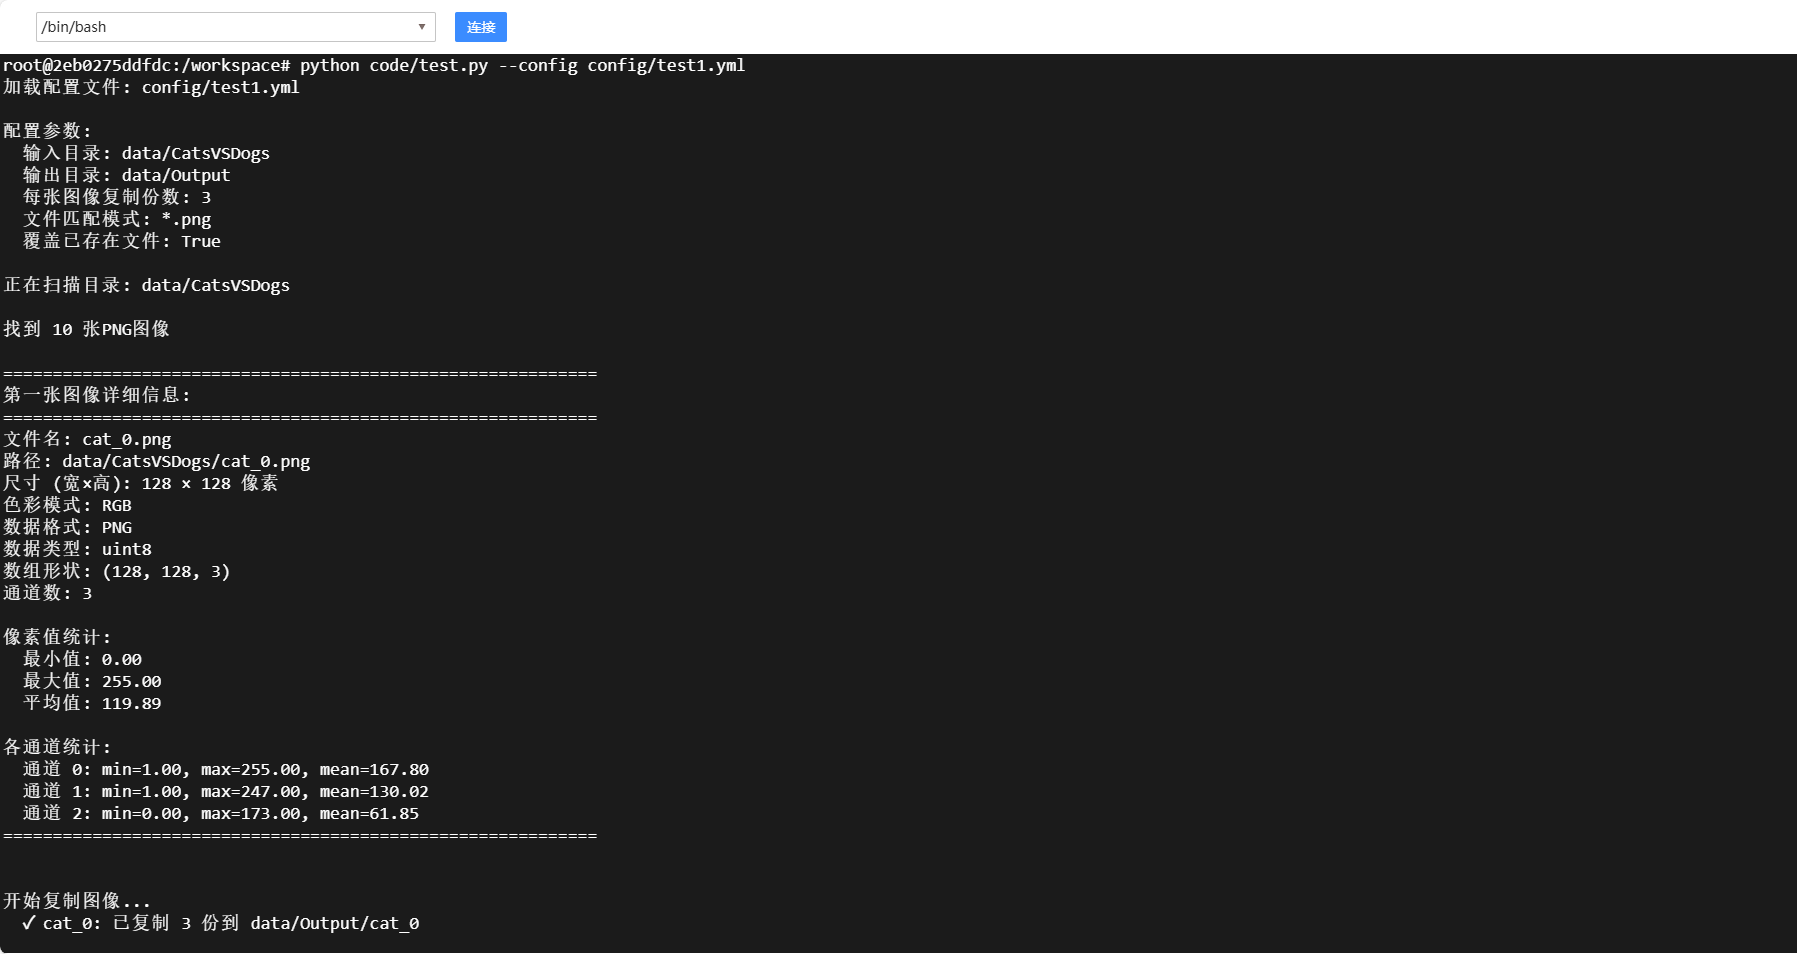 /bin/bash
连接
root@2eb0275ddfdc:/workspace# python code/test.py --config config/test1.yml
加载配置文件: config/test1.yml
配置参数:
  输入目录: data/CatsVSDogs
  输出目录: data/Output
  每张图像复制份数: 3
  文件匹配模式: *.png
  覆盖已存在文件: True
正在扫描目录: data/CatsVSDogs
找到 10 张PNG图像
============================================================
第一张图像详细信息:
============================================================
文件名: cat_0.png
路径: data/CatsVSDogs/cat_0.png
尺寸 (宽×高): 128 × 128 像素
色彩模式: RGB
数据格式: PNG
数据类型: uint8
数组形状: (128, 128, 3)
通道数: 3
像素值统计:
  最小值: 0.00
  最大值: 255.00
  平均值: 119.89
各通道统计:
  通道 0: min=1.00, max=255.00, mean=167.80
  通道 1: min=1.00, max=247.00, mean=130.02
  通道 2: min=0.00, max=173.00, mean=61.85
============================================================
开始复制图像...
  ✓ cat_0: 已复制 3 份到 data/Output/cat_0